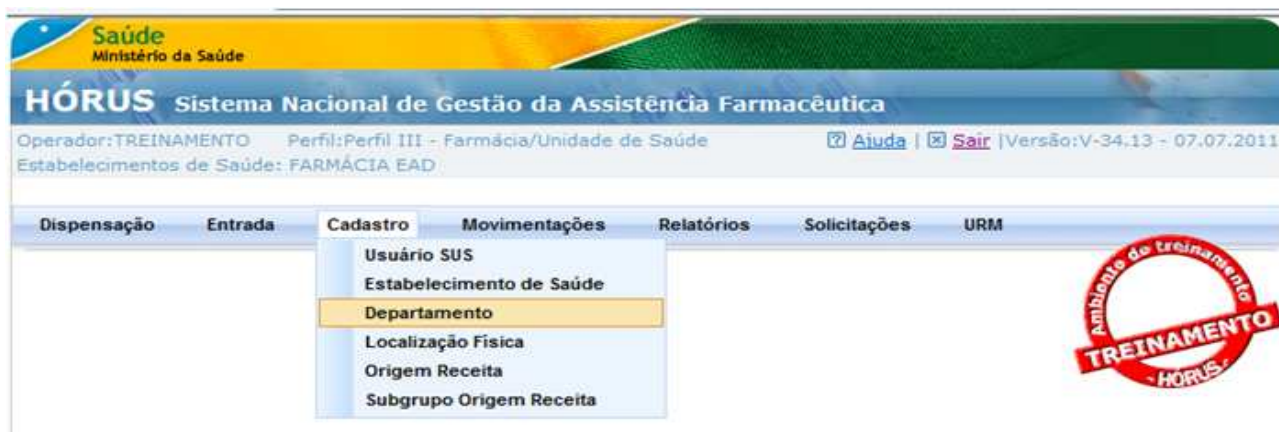 Saúde
Ministério da Saúde
HÓRUS Sistema Nacional de Gestão da Assistência Farmacêutica
Operador:TREINAMENTO Perfil:Perfil III - Farmácia/Unidade de Saúde Ajuda | Sair |Versão:V-34.13 - 07.07.2011
Estabelecimentos de Saúde: FARMÁCIA EAD
Dispensação Entrada Cadastro Movimentações Relatórios Solicitações URM
Usuário SUS
Estabelecimento de Saúde
Departamento
Localização Física
Origem Receita
Subgrupo Origem Receita
Ambiente de treinamento
TREINAMENTO
- HÓRUS -